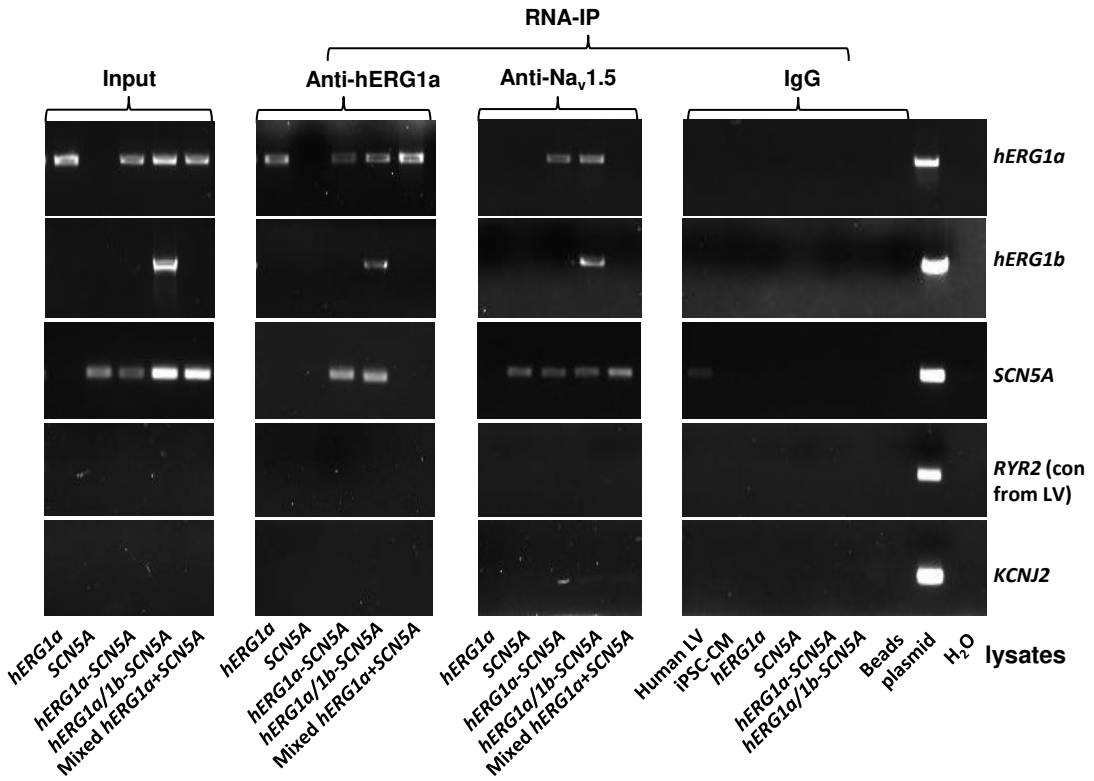 RNA-IP
Input
Anti-hERG1a
Anti-Nav1.5
IgG
hERG1a
hERG1b
SCN5A
RYR2 (con
from LV)
KCNJ2
hERG1a
SCN5A
hERG1a-SCN5A
hERG1a/1b-SCN5A
Mixed hERG1a+SCN5A
hERG1a
SCN5A
hERG1a-SCN5A
hERG1a/1b-SCN5A
Mixed hERG1a+SCN5A
hERG1a
SCN5A
hERG1a-SCN5A
hERG1a/1b-SCN5A
Mixed hERG1a+SCN5A
Human LV
iPSC-CM
hERG1a
SCN5A
hERG1a-SCN5A
hERG1a/1b-SCN5A
Beads
plasmid
H2O
lysates